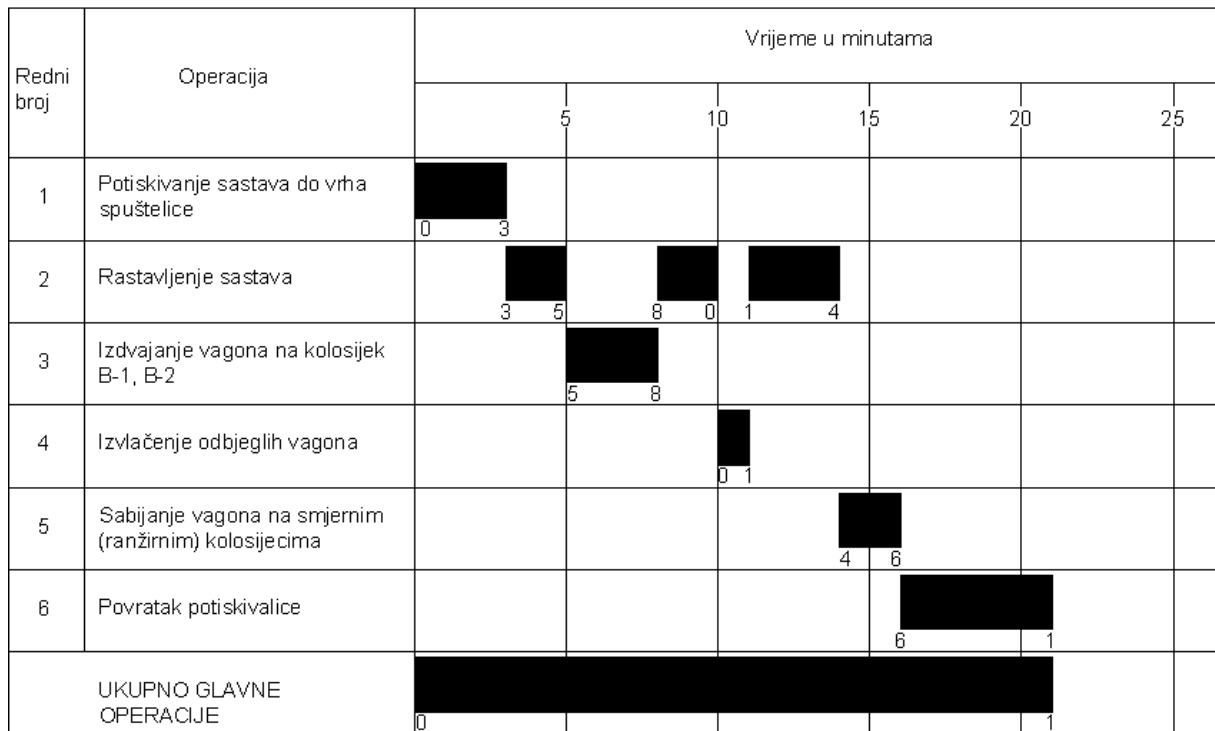 Redni
broj
Operacija
Vrijeme u minutama
5 10 15 20 25
1
Potiskivanje sastava do vrha
spuštelice
0 3
2
Rastavljenje sastava
3 5 8 0 1 4
3
Izdvajanje vagona na kolosijek
B-1, B-2
5 8
4
Izvlačenje odbjeglih vagona
0 1
5
Sabijanje vagona na smjernim
(ranžirnim) kolosijecima
4 6
6
Povratak potiskivalice
6 1
UKUPNO GLAVNE
OPERACIJE
0 1